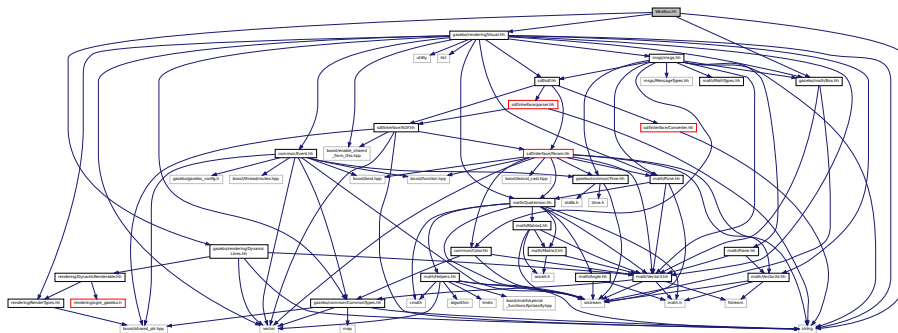 WireBox.hh
gazebo/rendering/Visual.hh
utility
list
msgs/msgs.hh
sdf/sdf.hh
msgs/MessageTypes.hh
math/MathTypes.hh
gazebo/math/Box.hh
sdf/interface/parser.hh
sdf/interface/SDF.hh
sdf/interface/Converter.hh
common/Event.hh
boost/enable_shared
_from_this.hpp
sdf/interface/Param.hh
gazebo/gazebo_config.h
boost/thread/mutex.hpp
boost/bind.hpp
boost/function.hpp
boost/lexical_cast.hpp
gazebo/common/Time.hh
math/Pose.hh
math/Quaternion.hh
stdlib.h
time.h
math/Matrix4.hh
gazebo/rendering/Dynamic
Lines.hh
common/Color.hh
math/Matrix3.hh
math/Plane.hh
rendering/DynamicRenderable.hh
math/Helpers.hh
assert.h
math/Angle.hh
math/Vector3.hh
math/Vector2d.hh
rendering/RenderTypes.hh
rendering/ogre_gazebo.h
gazebo/common/CommonTypes.hh
cmath
algorithm
limits
boost/math/special
_functions/fpclassify.hpp
iostream
math.h
fstream
boost/shared_ptr.hpp
vector
map
string